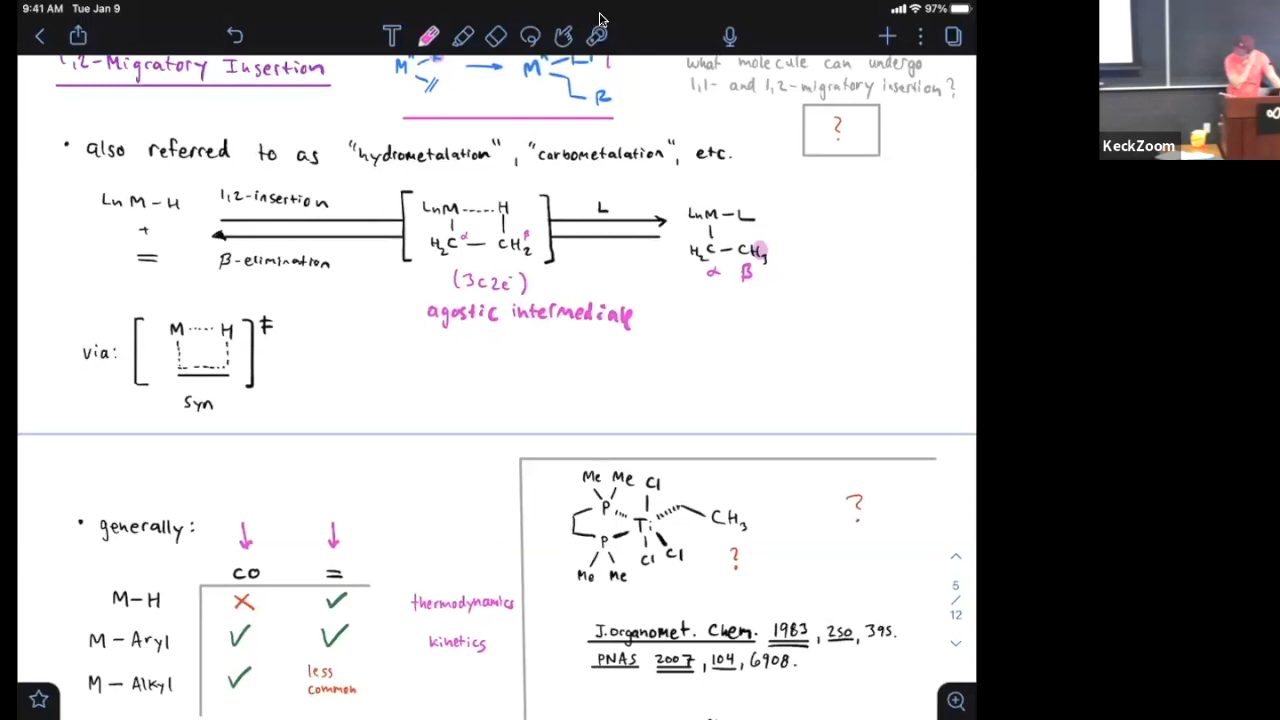 9:41 AM Tue Jan 9
97%
1,2-Migratory Insertion
Mⁿ
Mⁿ
R
what molecule can undergo
1,1- and 1,2-migratory insertion?
?
• also referred to as "hydrometalation", "carbometalation", etc.
LnM-H
+
=
1,2-insertion
β-elimination
LnM-----H
H₂C α — CH₂ β
(3c2e⁻)
agostic intermediate
L
LnM-L
H₂C-CH₃
α β
via:
M ---- H
‡
syn
• generally:
CO =
M-H ✗ ✓ thermodynamics
M-Aryl ✓ ✓ kinetics
M-Alkyl ✓ less common
Me Me Cl
P
Ti
CH₃
P
Cl Cl
Me Me
?
?
J. organomet. Chem. 1983, 250, 395.
PNAS 2007, 104, 6908.
5
/
12
KeckZoom